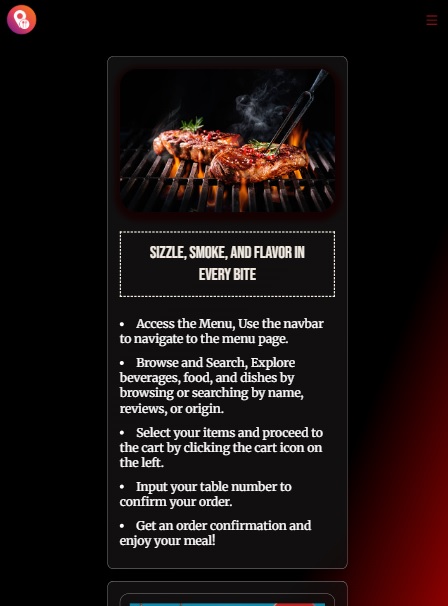 SIZZLE, SMOKE, AND FLAVOR IN
EVERY BITE
• Access the Menu, Use the navbar
to navigate to the menu page.
• Browse and Search, Explore
beverages, food, and dishes by
browsing or searching by name,
reviews, or origin.
• Select your items and proceed to
the cart by clicking the cart icon on
the left.
• Input your table number to
confirm your order.
• Get an order confirmation and
enjoy your meal!